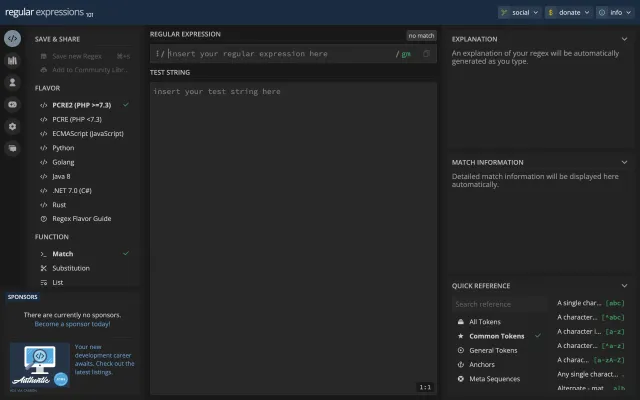 regular expressions 101
social
donate
info
SAVE & SHARE
Save new Regex ⌘+S
Add to Community Libr...
FLAVOR
PCRE2 (PHP >=7.3)
PCRE (PHP <7.3)
ECMAScript (JavaScript)
Python
Golang
Java 8
.NET 7.0 (C#)
Rust
Regex Flavor Guide
FUNCTION
Match
Substitution
List
SPONSORS
There are currently no sponsors.
Become a sponsor today!
Authentic
Your new
development career
awaits. Check out the
latest listings.
REGULAR EXPRESSION
no match
/ insert your regular expression here / gm
TEST STRING
insert your test string here
1:1
EXPLANATION
An explanation of your regex will be automatically
generated as you type.
MATCH INFORMATION
Detailed match information will be displayed here
automatically.
QUICK REFERENCE
Search reference
All Tokens
Common Tokens
General Tokens
Anchors
Meta Sequences
A single char... [abc]
A character... [^abc]
A character i... [a-z]
A character... [^a-z]
A charac... [a-zA-Z]
Any single charact... .
Alternate - mat... a|b